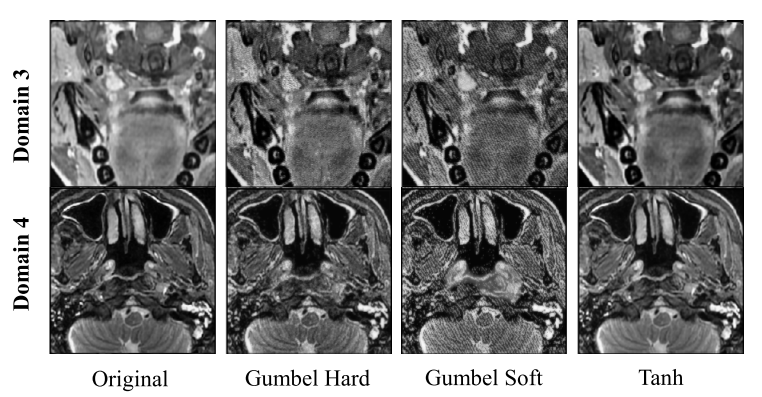 Domain 3
Domain 4
Original
Gumbel Hard
Gumbel Soft
Tanh